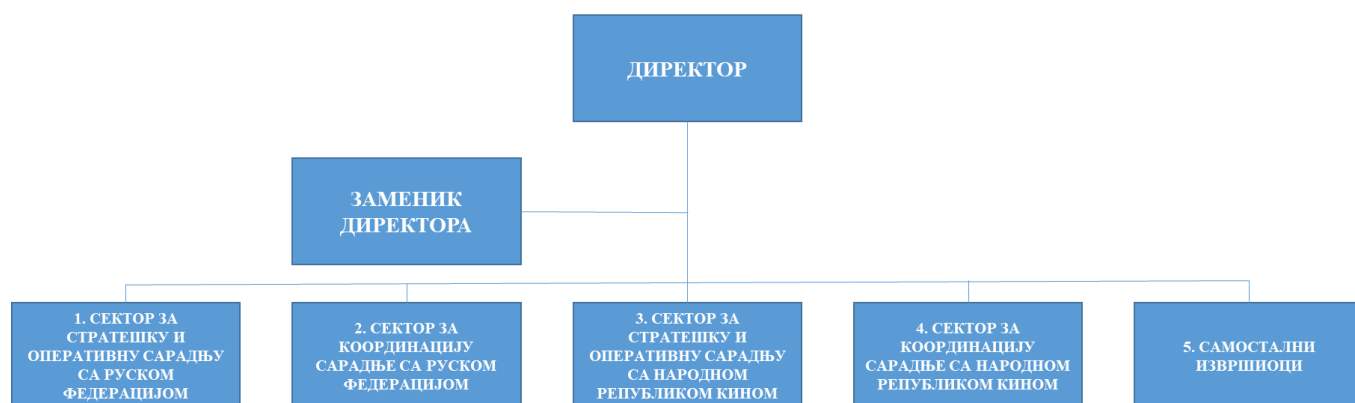 ДИРЕКТОР
ЗАМЕНИК
ДИРЕКТОРА
1. СЕКТОР ЗА
СТРАТЕШКУ И
ОПЕРАТИВНУ САРАДЊУ
СА РУСКОМ
ФЕДЕРАЦИЈОМ
2. СЕКТОР ЗА
КООРДИНАЦИЈУ
САРАДЊЕ СА РУСКОМ
ФЕДЕРАЦИЈОМ
3. СЕКТОР ЗА
СТРАТЕШКУ И
ОПЕРАТИВНУ САРАДЊУ
СА НАРОДНОМ
РЕПУБЛИКОМ КИНОМ
4. СЕКТОР ЗА
КООРДИНАЦИЈУ
САРАДЊЕ СА НАРОДНОМ
РЕПУБЛИКОМ КИНОМ
5. САМОСТАЛНИ
ИЗВРШИОЦИ